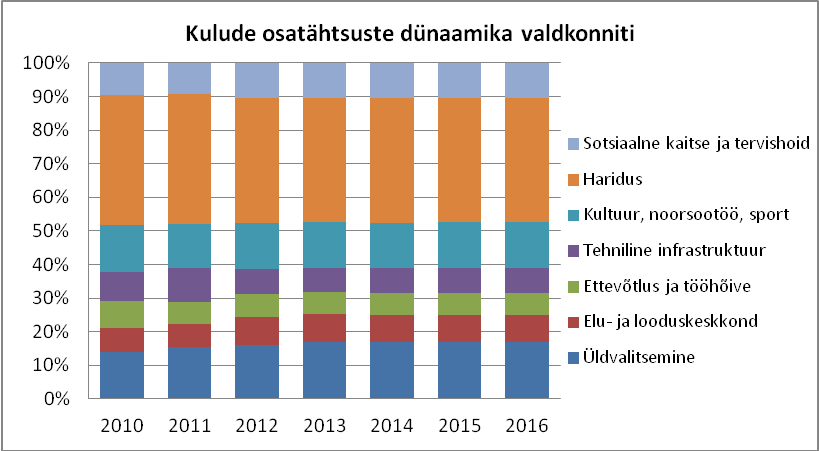 Kulude osatähtsuste dünaamika valdkonniti
100%
90%
80%
70%
60%
50%
40%
30%
20%
10%
0%
2010 2011 2012 2013 2014 2015 2016
Sotsiaalne kaitse ja tervishoid
Haridus
Kultuur, noorsootöö, sport
Tehniline infrastruktuur
Ettevõtlus ja tööhõive
Elu- ja looduskeskkond
Üldvalitsemine